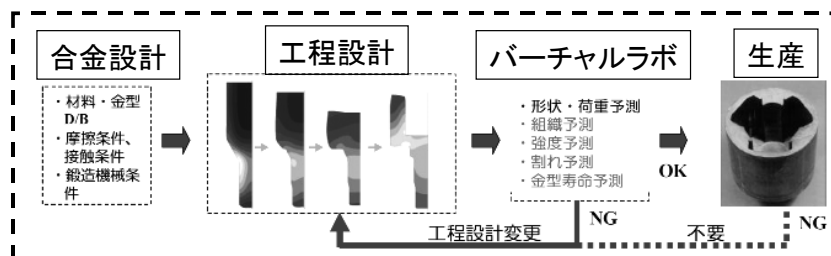 合金設計
工程設計
バーチャルラボ
生産
・材料・金型
D/B
・摩擦条件、
接触条件
・鍛造機械条
件
・形状・荷重予測
・組織予測
・強度予測
・割れ予測
・金型寿命予測
OK
NG
NG
工程設計変更
不要